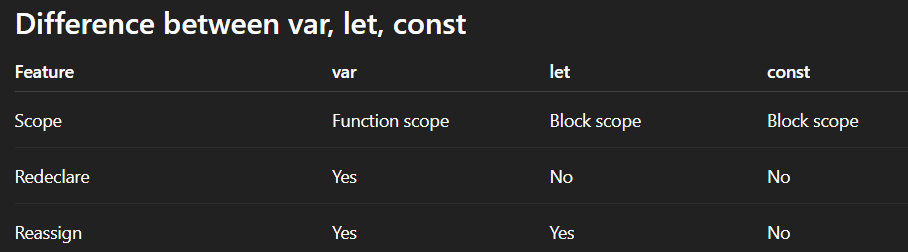 Difference between var, let, const
Feature var let const
Scope Function scope Block scope Block scope
Redeclare Yes No No
Reassign Yes Yes No